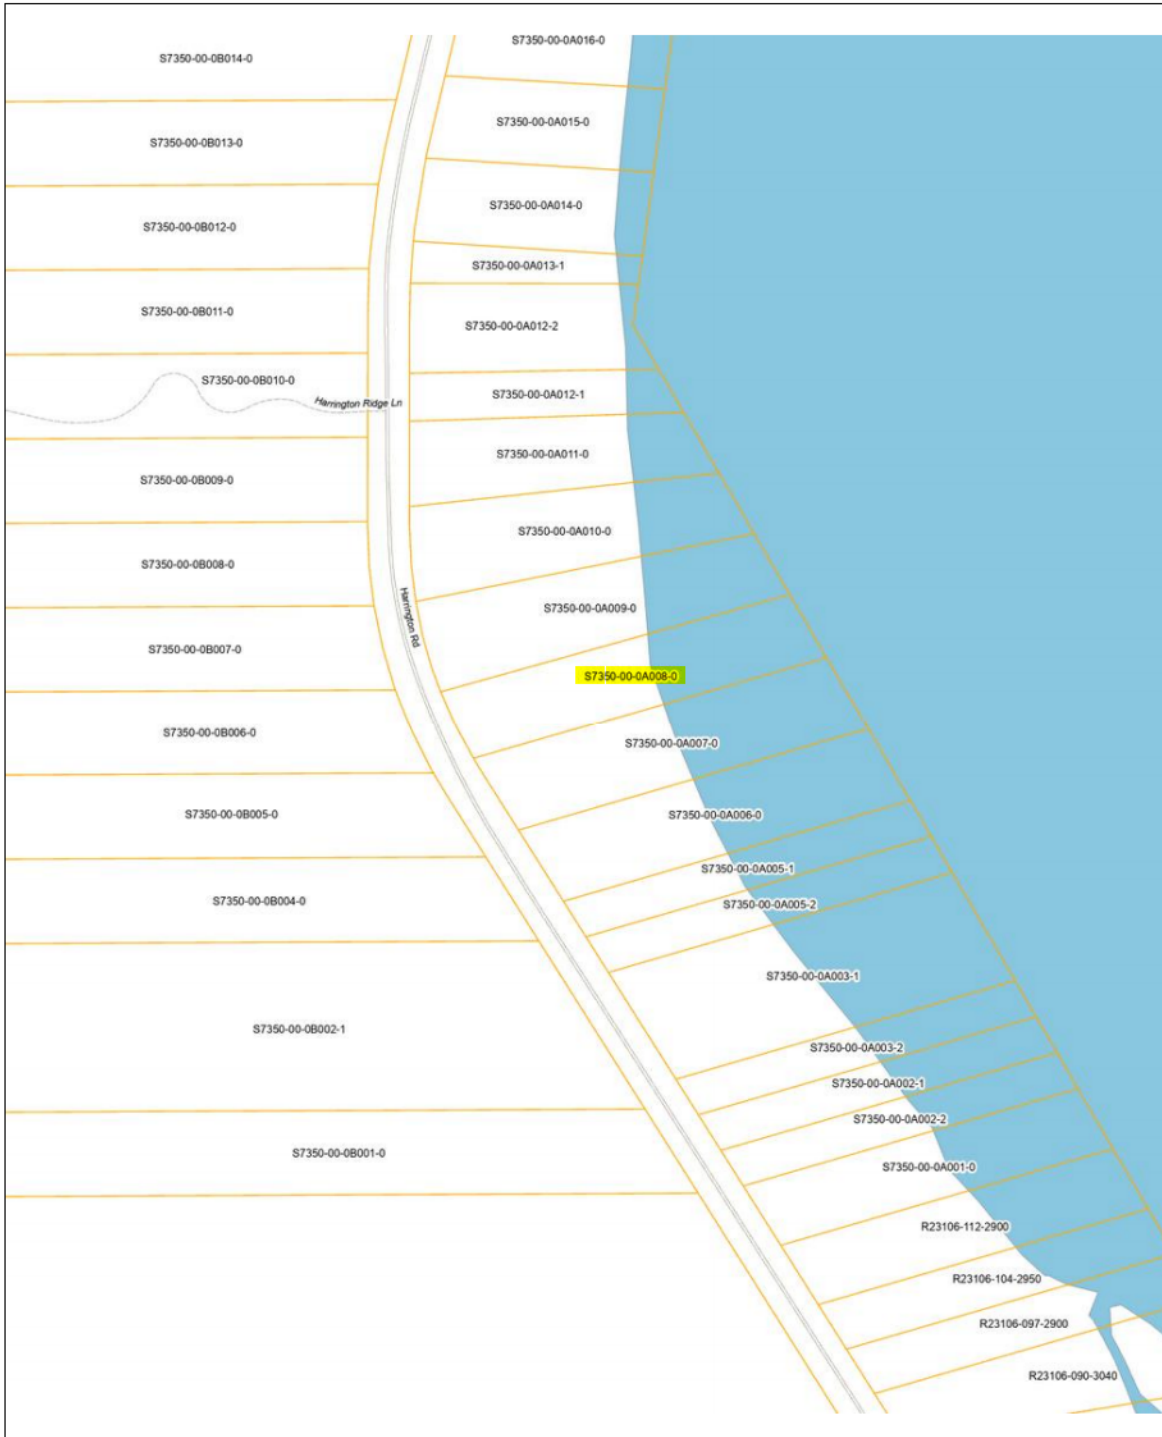 S7350-00-0A016-0
S7350-00-0B014-0
S7350-00-0A015-0
S7350-00-0B013-0
S7350-00-0A014-0
S7350-00-0B012-0
S7350-00-0A013-1
S7350-00-0B011-0
S7350-00-0A012-2
S7350-00-0B010-0
S7350-00-0A012-1
Harrington Ridge Ln
S7350-00-0A011-0
S7350-00-0B009-0
S7350-00-0A010-0
S7350-00-0B008-0
S7350-00-0A009-0
Harrington Rd
S7350-00-0B007-0
S7350-00-0A008-0
S7350-00-0B006-0
S7350-00-0A007-0
S7350-00-0B005-0
S7350-00-0A006-0
S7350-00-0A005-1
S7350-00-0B004-0
S7350-00-0A005-2
S7350-00-0A003-1
S7350-00-0B002-1
S7350-00-0A003-2
S7350-00-0A002-1
S7350-00-0A002-2
S7350-00-0B001-0
S7350-00-0A001-0
R23106-112-2900
R23106-104-2950
R23106-097-2900
R23106-090-3040